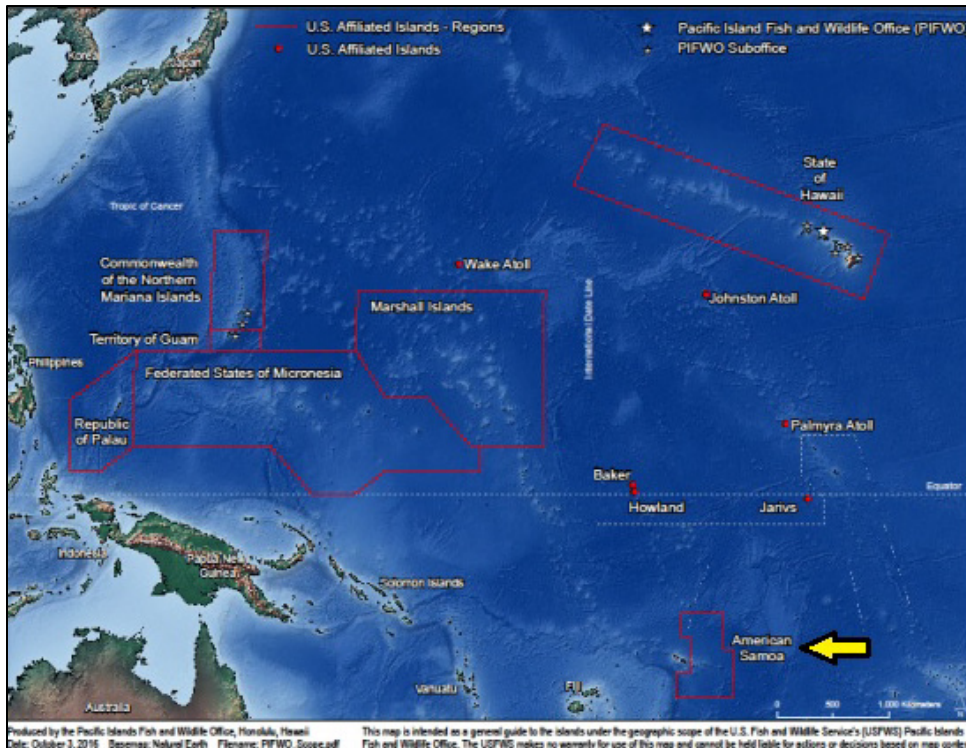 U.S. Affiliated Islands - Regions
U.S. Affiliated Islands
Pacific Island Fish and Wildlife Office (PIFWO)
PIFWO Suboffice
Korea
Japan
State
of
Hawaii
Tropic of Cancer
Commonwealth
of the Northern
Mariana Islands
Wake Atoll
Johnston Atoll
Marshall Islands
International Date Line
Territory of Guam
Philippines
Federated States of Micronesia
Republic
of Palau
Palmyra Atoll
Baker
Howland
Jarivs
Equator
Indonesia
Papua New
Guinea
Solomon Islands
American
Samoa
Vanuatu
Fiji
Australia
0 500 1,000 Kilometers
Produced by the Pacific Islands Fish and Wildlife Office, Honolulu, Hawaii
Date: October 3, 2016 Basemap: Natural Earth Filename: PIFWO_Scope.pdf
This map is intended as a general guide to the islands under the geographic scope of the U.S. Fish and Wildlife Service's (USFWS) Pacific Islands
Fish and Wildlife Office. The USFWS makes no warranty for use of this map and cannot be held liable for actions or decisions based on map